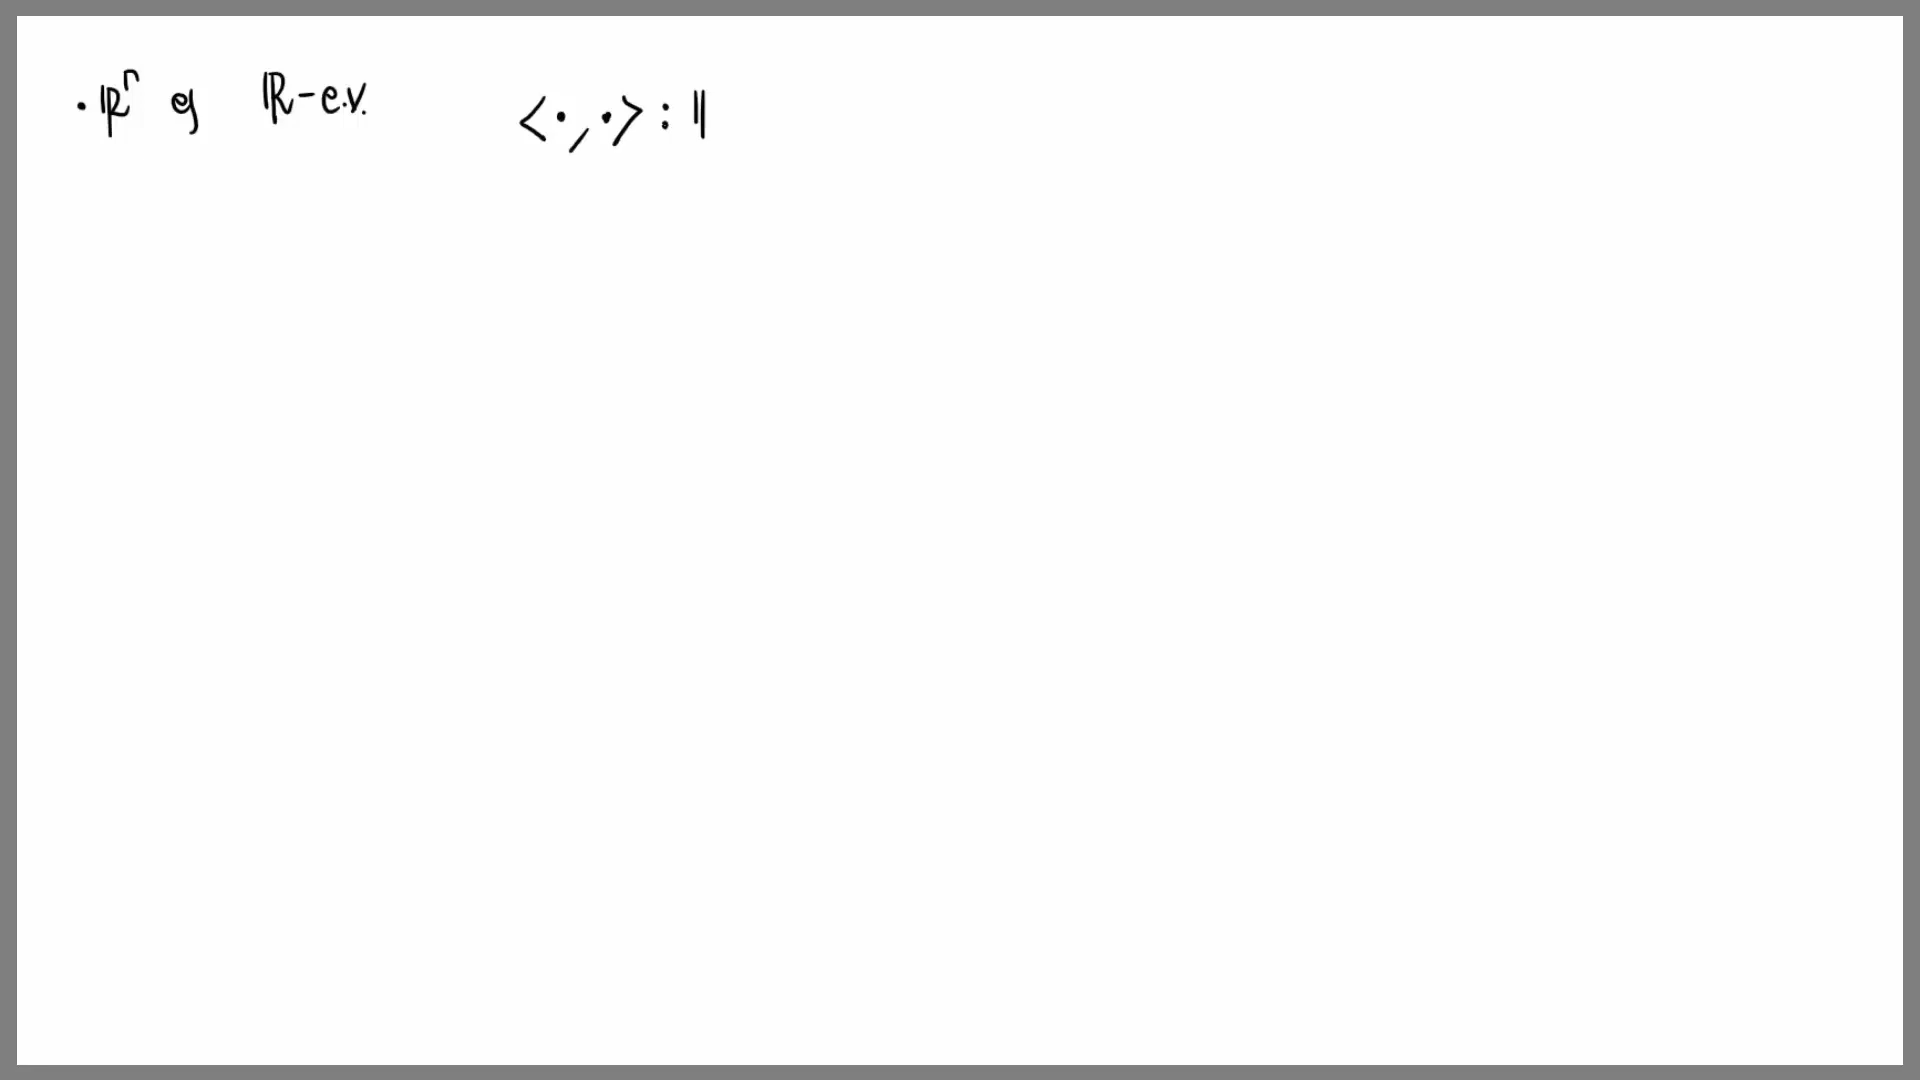 · ℝⁿ es ℝ-e.v. <·,·> : ||